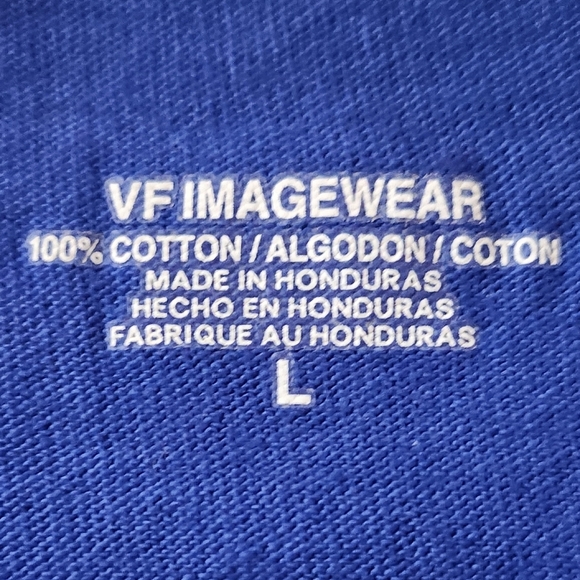 VF IMAGEWEAR
100% COTTON / ALGODON / COTON
MADE IN HONDURAS
HECHO EN HONDURAS
FABRIQUE AU HONDURAS
L